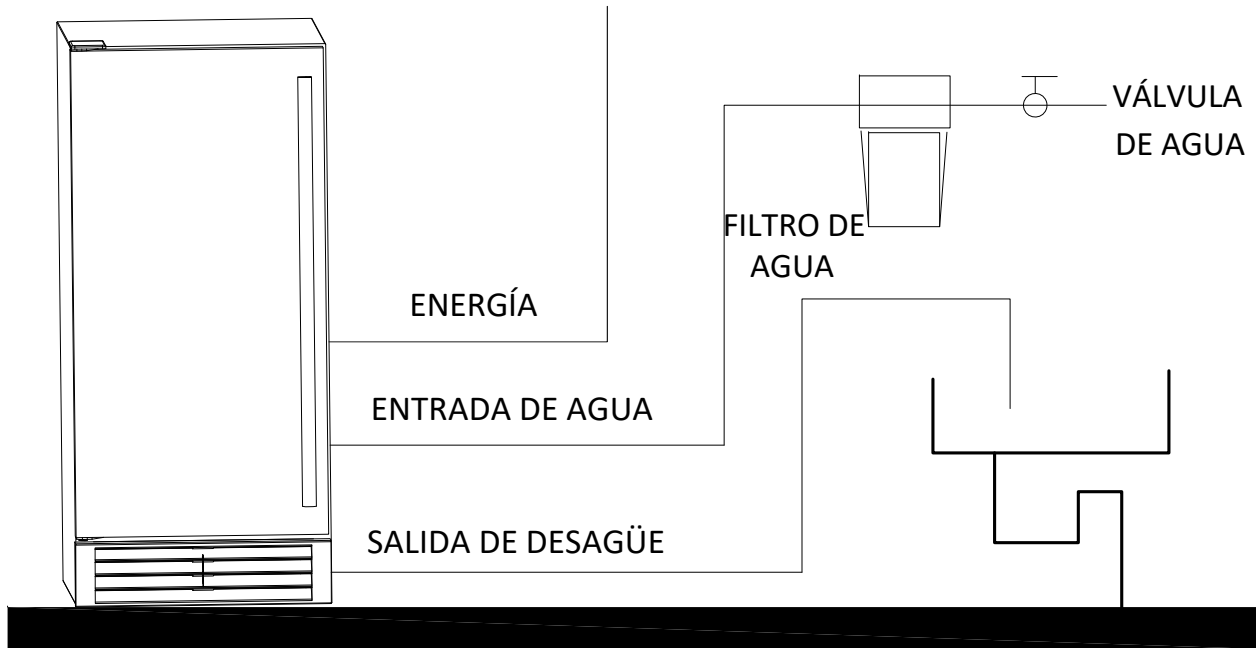 VÁLVULA
DE AGUA
FILTRO DE
AGUA
ENERGÍA
ENTRADA DE AGUA
SALIDA DE DESAGÜE